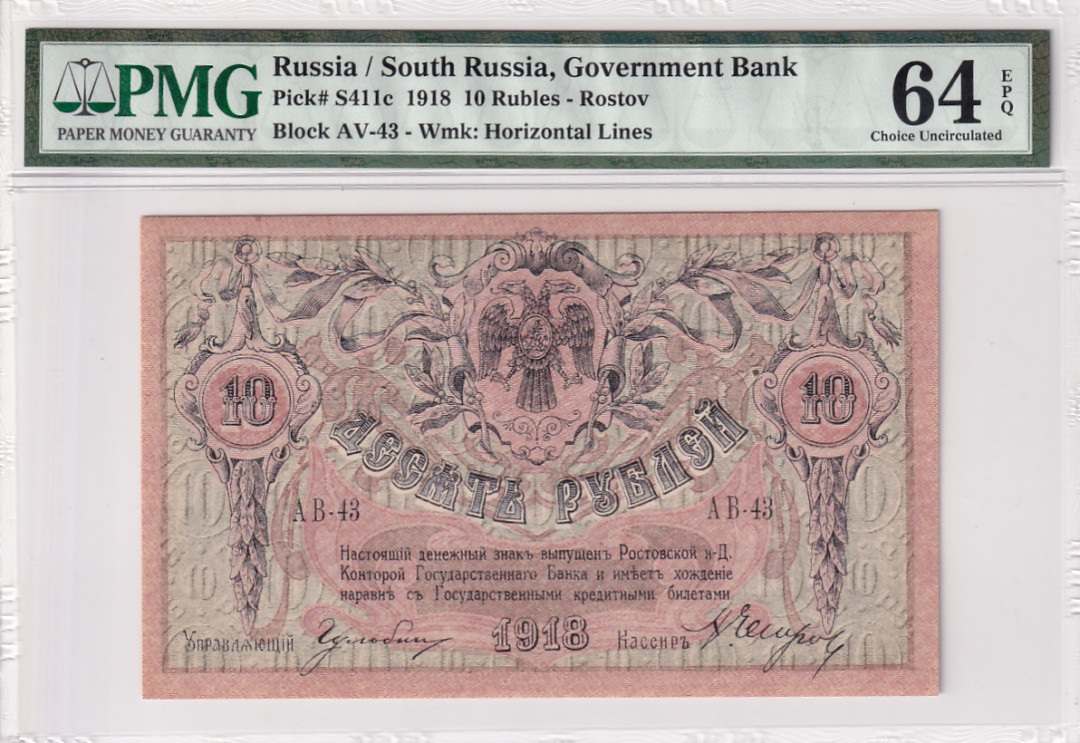 PMG
PAPER MONEY GUARANTY
Russia / South Russia, Government Bank
Pick# S411c 1918 10 Rubles - Rostov
Block AV-43 - Wmk: Horizontal Lines
64
EPQ
Choice Uncirculated
10
10
ДЕСЯТЬ РУБЛЕЙ
АВ-43
АВ-43
Настоящій денежный знакъ выпущенъ Ростовской н-Д.
Конторой Государственнаго Банка и имѣетъ хожденіе
наравнѣ съ Государственными кредитными билетами
Управляющій
1918
Кассиръ